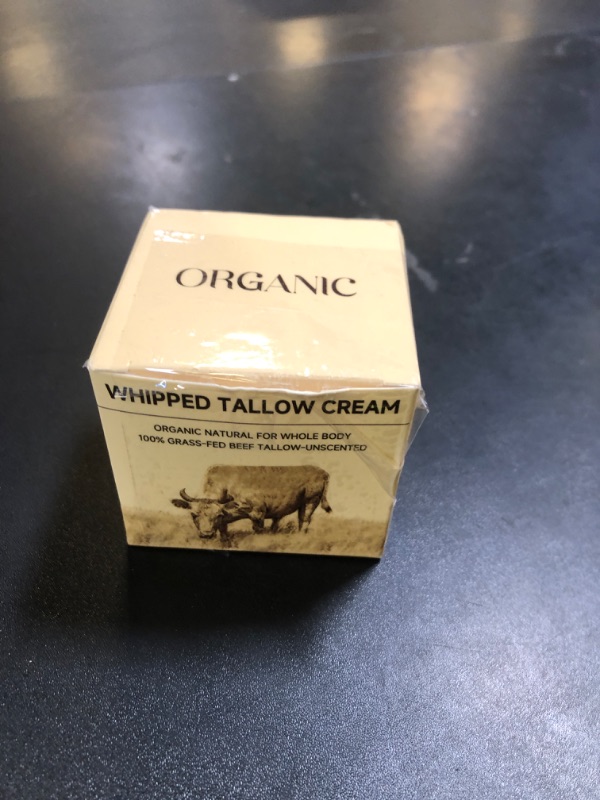 ORGANIC
WHIPPED TALLOW CREAM
ORGANIC NATURAL FOR WHOLE BODY
100% GRASS-FED BEEF TALLOW-UNSCENTED